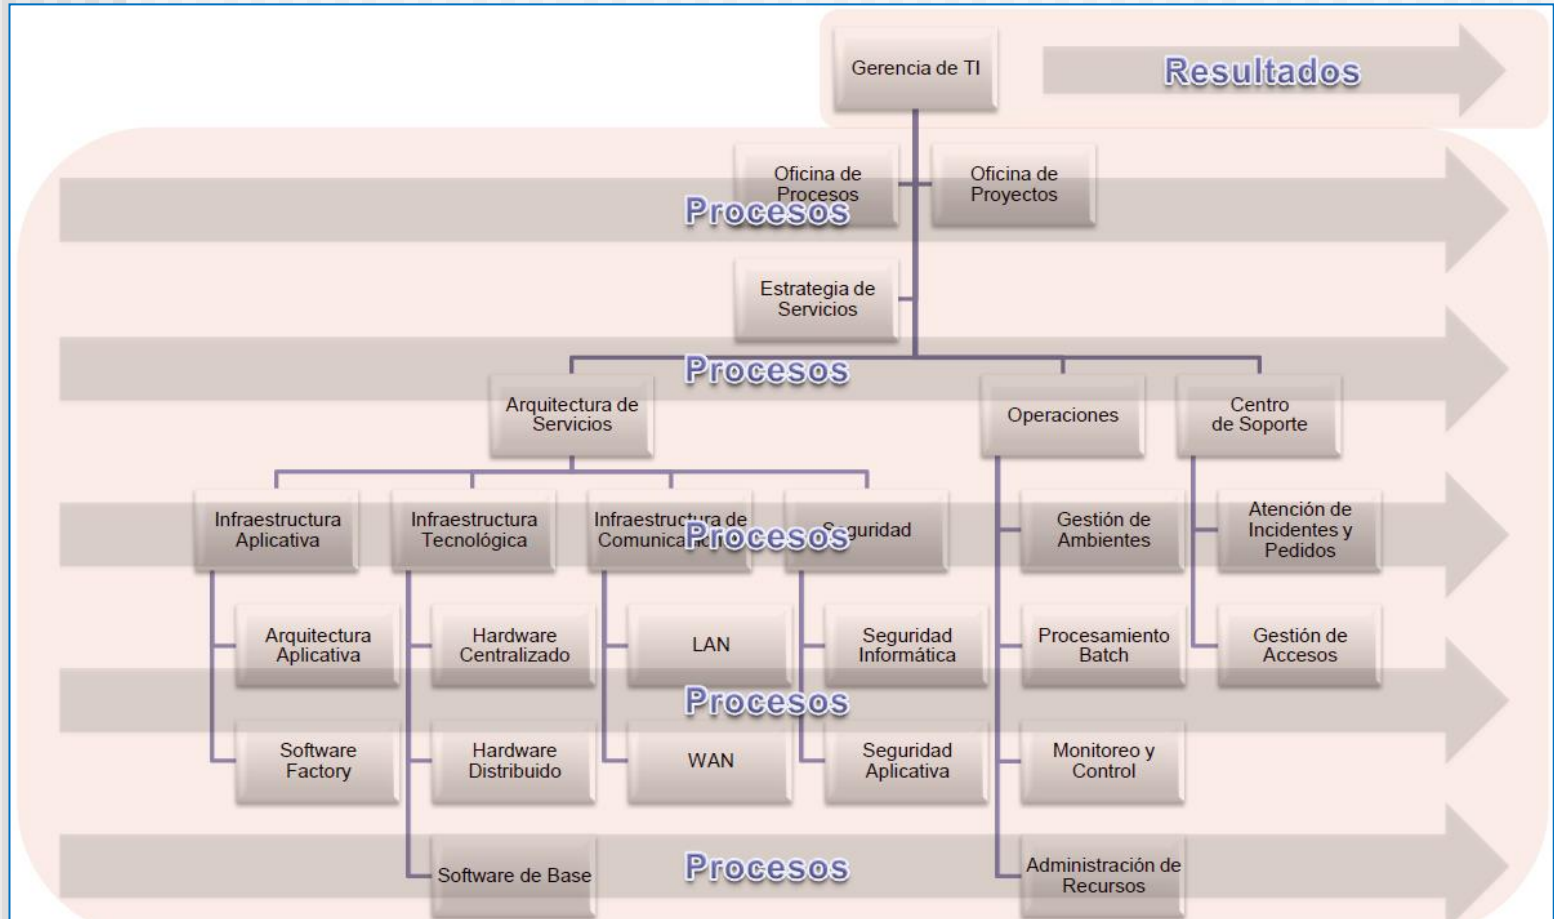 Gerencia de TI
Resultados
Oficina de
Procesos
Oficina de
Proyectos
Procesos
Estrategia de
Servicios
Procesos
Arquitectura de
Servicios
Operaciones
Centro
de Soporte
Infraestructura
Aplicativa
Infraestructura
Tecnológica
Infraestructura de
Seguridad
Procesos
Gestión de
Ambientes
Atención de
Incidentes y
Pedidos
Arquitectura
Aplicativa
Hardware
Centralizado
LAN
Seguridad
Informática
Procesamiento
Batch
Gestión de
Accesos
Procesos
Software
Factory
Hardware
Distribuido
WAN
Seguridad
Aplicativa
Monitoreo y
Control
Software de Base
Procesos
Administración de
Recursos